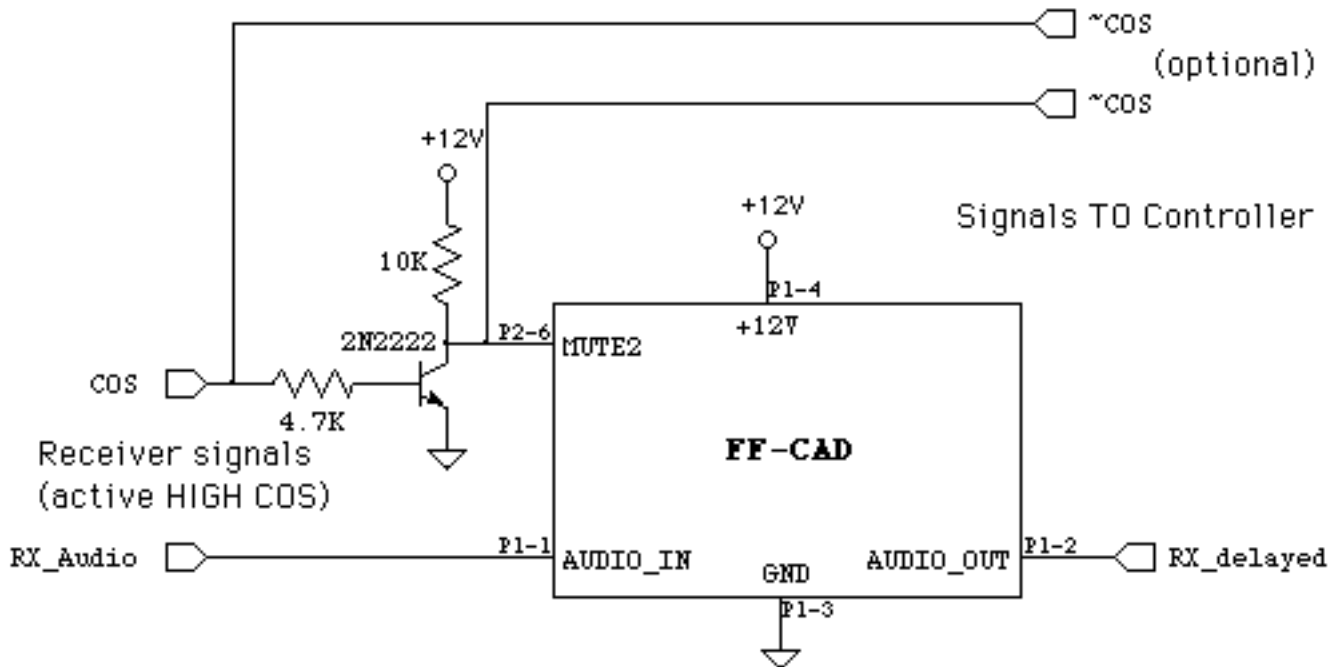 ~COS
(optional)
~COS
+12V
+12V
Signals TO Controller
10K
P1-4
+12V
2N2222
P2-6
MUTE2
COS
4.7K
FF-CAD
Receiver signals
(active HIGH COS)
RX_Audio
P1-1
AUDIO_IN
GND
AUDIO_OUT
P1-2
RX_delayed
P1-3